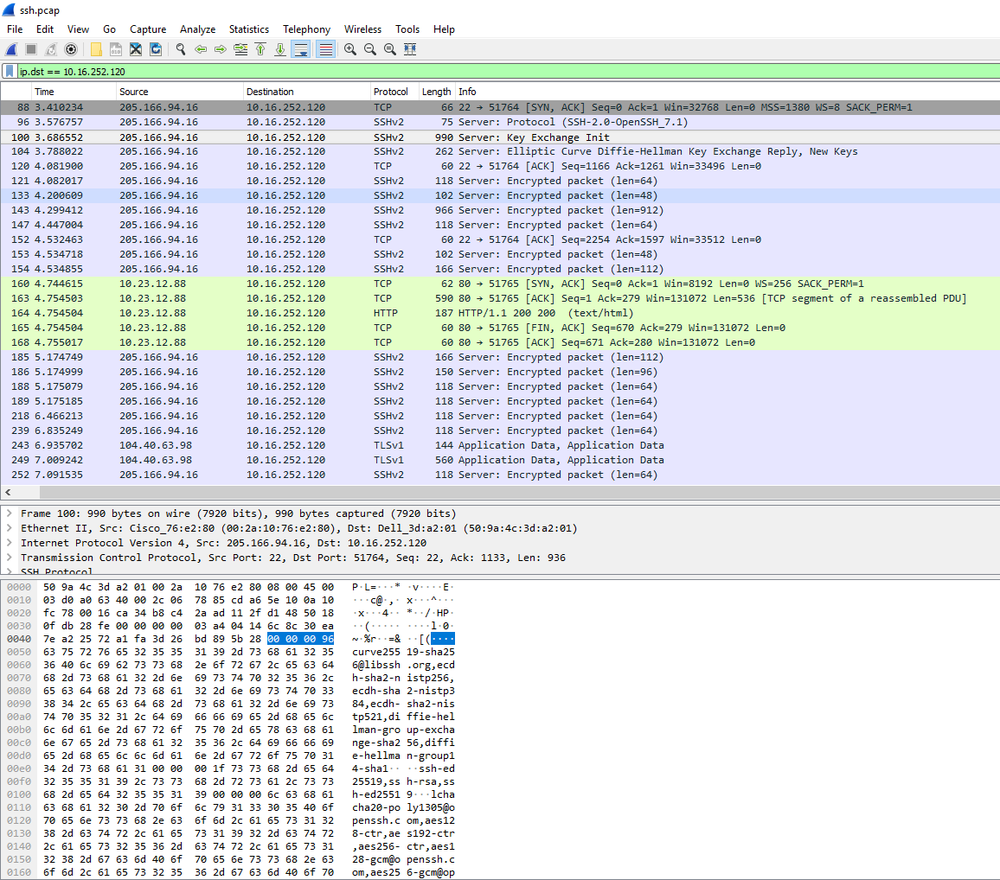 ssh.pcap
File Edit View Go Capture Analyze Statistics Telephony Wireless Tools Help
ip.dst == 10.16.252.120
Time Source Destination Protocol Length Info
88 3.410234 205.166.94.16 10.16.252.120 TCP 66 22 → 51764 [SYN, ACK] Seq=0 Ack=1 Win=32768 Len=0 MSS=1380 WS=8 SACK_PERM=1
96 3.576757 205.166.94.16 10.16.252.120 SSHv2 75 Server: Protocol (SSH-2.0-OpenSSH_7.1)
100 3.686552 205.166.94.16 10.16.252.120 SSHv2 990 Server: Key Exchange Init
104 3.788022 205.166.94.16 10.16.252.120 SSHv2 262 Server: Elliptic Curve Diffie-Hellman Key Exchange Reply, New Keys
120 4.081900 205.166.94.16 10.16.252.120 TCP 60 22 → 51764 [ACK] Seq=1166 Ack=1261 Win=33496 Len=0
121 4.082017 205.166.94.16 10.16.252.120 SSHv2 118 Server: Encrypted packet (len=64)
133 4.200609 205.166.94.16 10.16.252.120 SSHv2 102 Server: Encrypted packet (len=48)
143 4.299412 205.166.94.16 10.16.252.120 SSHv2 966 Server: Encrypted packet (len=912)
147 4.447004 205.166.94.16 10.16.252.120 SSHv2 118 Server: Encrypted packet (len=64)
152 4.532463 205.166.94.16 10.16.252.120 TCP 60 22 → 51764 [ACK] Seq=2254 Ack=1597 Win=33512 Len=0
153 4.534718 205.166.94.16 10.16.252.120 SSHv2 102 Server: Encrypted packet (len=48)
154 4.534855 205.166.94.16 10.16.252.120 SSHv2 166 Server: Encrypted packet (len=112)
160 4.744615 10.23.12.88 10.16.252.120 TCP 62 80 → 51765 [SYN, ACK] Seq=0 Ack=1 Win=8192 Len=0 WS=256 SACK_PERM=1
163 4.754503 10.23.12.88 10.16.252.120 TCP 590 80 → 51765 [ACK] Seq=1 Ack=279 Win=131072 Len=536 [TCP segment of a reassembled PDU]
164 4.754504 10.23.12.88 10.16.252.120 HTTP 187 HTTP/1.1 200 200 (text/html)
165 4.754504 10.23.12.88 10.16.252.120 TCP 60 80 → 51765 [FIN, ACK] Seq=670 Ack=279 Win=131072 Len=0
168 4.755017 10.23.12.88 10.16.252.120 TCP 60 80 → 51765 [ACK] Seq=671 Ack=280 Win=131072 Len=0
185 5.174749 205.166.94.16 10.16.252.120 SSHv2 166 Server: Encrypted packet (len=112)
186 5.174999 205.166.94.16 10.16.252.120 SSHv2 150 Server: Encrypted packet (len=96)
188 5.175079 205.166.94.16 10.16.252.120 SSHv2 118 Server: Encrypted packet (len=64)
189 5.175185 205.166.94.16 10.16.252.120 SSHv2 118 Server: Encrypted packet (len=64)
218 6.466213 205.166.94.16 10.16.252.120 SSHv2 118 Server: Encrypted packet (len=64)
239 6.835249 205.166.94.16 10.16.252.120 SSHv2 118 Server: Encrypted packet (len=64)
243 6.935702 104.40.63.98 10.16.252.120 TLSv1 144 Application Data, Application Data
249 7.009242 104.40.63.98 10.16.252.120 TLSv1 560 Application Data, Application Data
252 7.091535 205.166.94.16 10.16.252.120 SSHv2 118 Server: Encrypted packet (len=64)
Frame 100: 990 bytes on wire (7920 bits), 990 bytes captured (7920 bits)
Ethernet II, Src: Cisco_76:e2:80 (00:2a:10:76:e2:80), Dst: Dell_3d:a2:01 (50:9a:4c:3d:a2:01)
Internet Protocol Version 4, Src: 205.166.94.16, Dst: 10.16.252.120
Transmission Control Protocol, Src Port: 22, Dst Port: 51764, Seq: 22, Ack: 1133, Len: 936
SSH Protocol
0000 50 9a 4c 3d a2 01 00 2a 10 76 e2 80 08 00 45 00 P·L=···* ·v····E·
0010 03 d0 a0 63 40 00 2c 06 78 85 cd a6 5e 10 0a 10 ···c@·,· x···^···
0020 fc 78 00 16 ca 34 b8 c4 2a ad 11 2f d1 48 50 18 ·x···4·· *··/·HP·
0030 0f db 28 fe 00 00 00 00 03 a4 04 14 6c 8c 30 ea ··(····· ····l·0·
0040 7e a2 25 72 a1 fa 3d 26 bd 89 5b 28 00 00 00 96 ~·%r··=& ··[(····
0050 63 75 72 76 65 32 35 35 31 39 2d 73 68 61 32 35 curve255 19-sha25
0060 36 40 6c 69 62 73 73 68 2e 6f 72 67 2c 65 63 64 6@libssh .org,ecd
0070 68 2d 73 68 61 32 2d 6e 69 73 74 70 32 35 36 2c h-sha2-n istp256,
0080 65 63 64 68 2d 73 68 61 32 2d 6e 69 73 74 70 33 ecdh-sha 2-nistp3
0090 38 34 2c 65 63 64 68 2d 73 68 61 32 2d 6e 69 73 84,ecdh- sha2-nis
00a0 74 70 35 32 31 2c 64 69 66 66 69 65 2d 68 65 6c tp521,di ffie-hel
00b0 6c 6d 61 6e 2d 67 72 6f 75 70 2d 65 78 63 68 61 lman-gro up-excha
00c0 6e 67 65 2d 73 68 61 32 35 36 2c 64 69 66 66 69 nge-sha2 56,diffi
00d0 65 2d 68 65 6c 6c 6d 61 6e 2d 67 72 6f 75 70 31 e-hellma n-group1
00e0 34 2d 73 68 61 31 00 00 00 1f 73 73 68 2d 65 64 4-sha1·· ··ssh-ed
00f0 32 35 35 31 39 2c 73 73 68 2d 72 73 61 2c 73 73 25519,ss h-rsa,ss
0100 68 2d 65 64 32 35 35 31 39 00 00 00 6c 63 68 61 h-ed2551 9···lcha
0110 63 68 61 32 30 2d 70 6f 6c 79 31 33 30 35 40 6f cha20-po ly1305@o
0120 70 65 6e 73 73 68 2e 63 6f 6d 2c 61 65 73 31 32 penssh.c om,aes12
0130 38 2d 63 74 72 2c 61 65 73 31 39 32 2d 63 74 72 8-ctr,ae s192-ctr
0140 2c 61 65 73 32 35 36 2d 63 74 72 2c 61 65 73 31 ,aes256- ctr,aes1
0150 32 38 2d 67 63 6d 40 6f 70 65 6e 73 73 68 2e 63 28-gcm@o penssh.c
0160 6f 6d 2c 61 65 73 32 35 36 2d 67 63 6d 40 6f 70 om,aes25 6-gcm@op